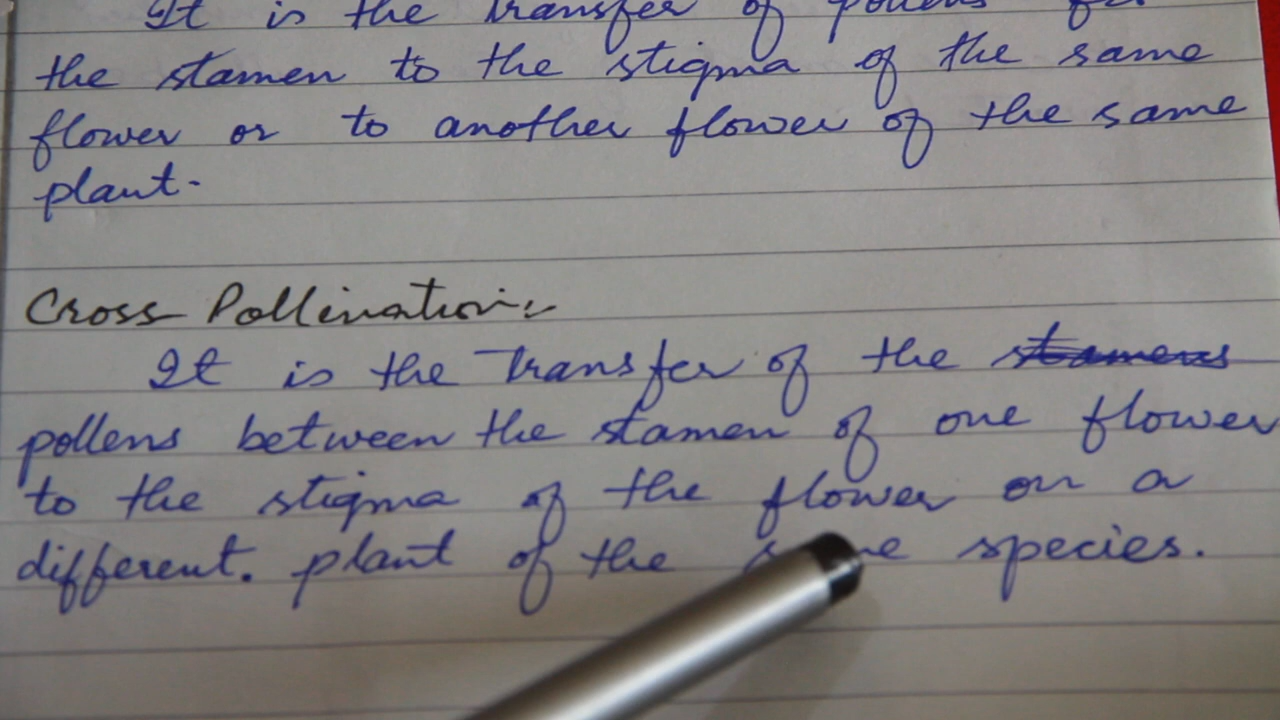 It is the transfer of pollens
the stamen to the stigma of the same
flower or to another flower of the same
plant.
Cross Pollination:
It is the Transfer of the stamens
pollens between the stamen of one flower
to the stigma of the flower on a
different. plant of the species.